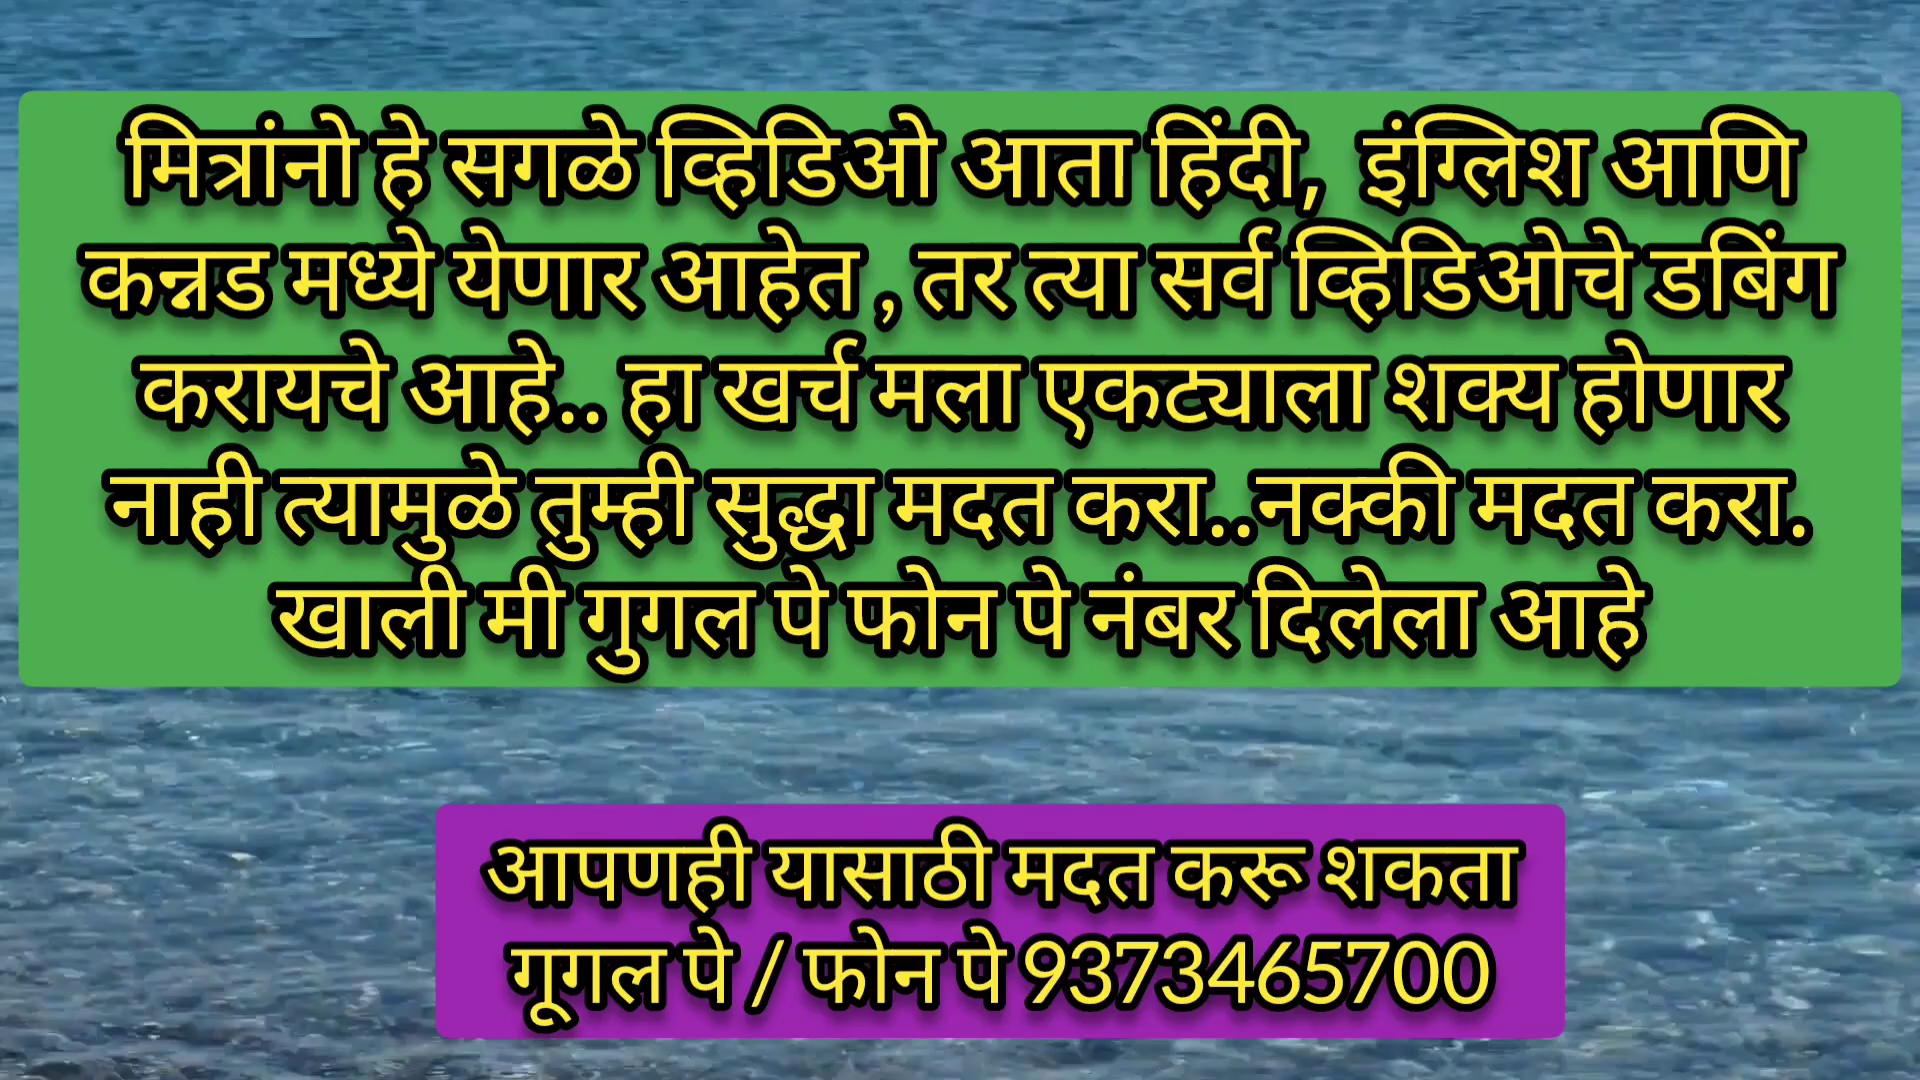 मित्रांनो हे सगळे व्हिडिओ आता हिंदी, इंग्लिश आणि
कन्नड मध्ये येणार आहेत , तर त्या सर्व व्हिडिओचे डबिंग
करायचे आहे.. हा खर्च मला एकट्याला शक्य होणार
नाही त्यामुळे तुम्ही सुद्धा मदत करा..नक्की मदत करा.
खाली मी गुगल पे फोन पे नंबर दिलेला आहे
आपणही यासाठी मदत करू शकता
गूगल पे / फोन पे 9373465700